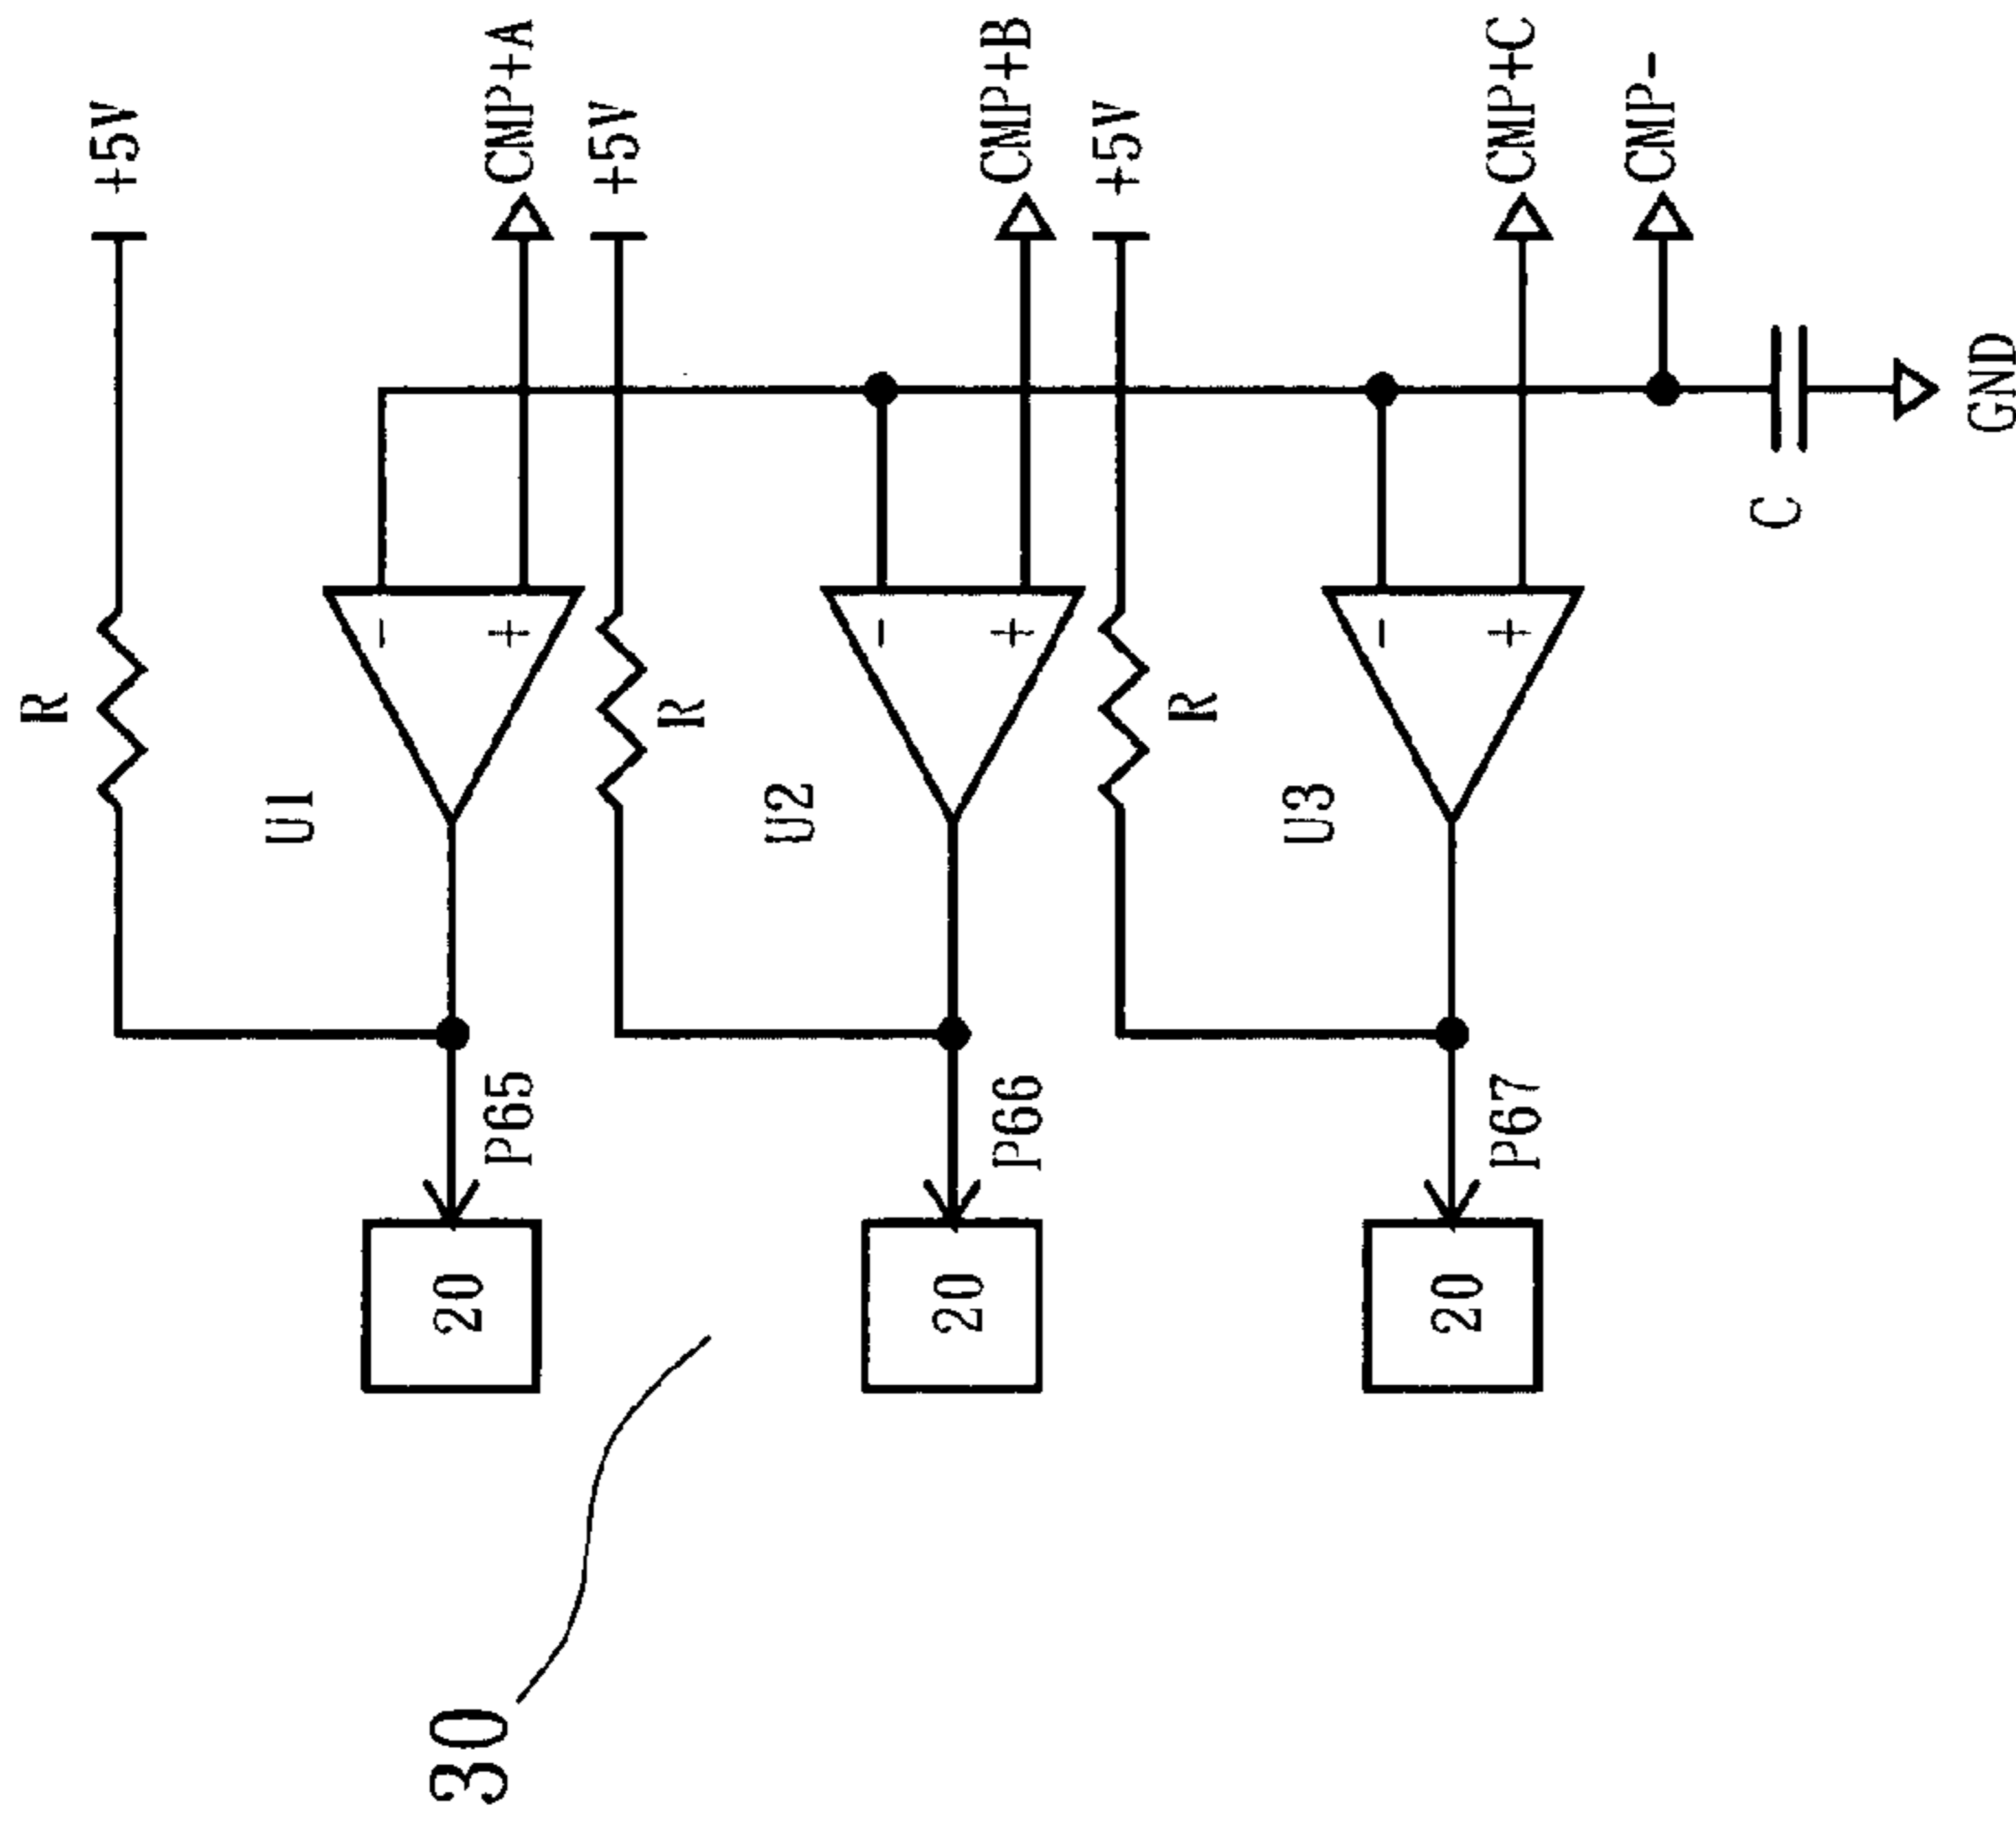 30
20
P65
U1
R
+5V
CMP+A
-
+
20
P66
U2
R
+5V
CMP+B
-
+
20
P67
U3
R
+5V
CMP+C
-
+
CMP-
C
GND